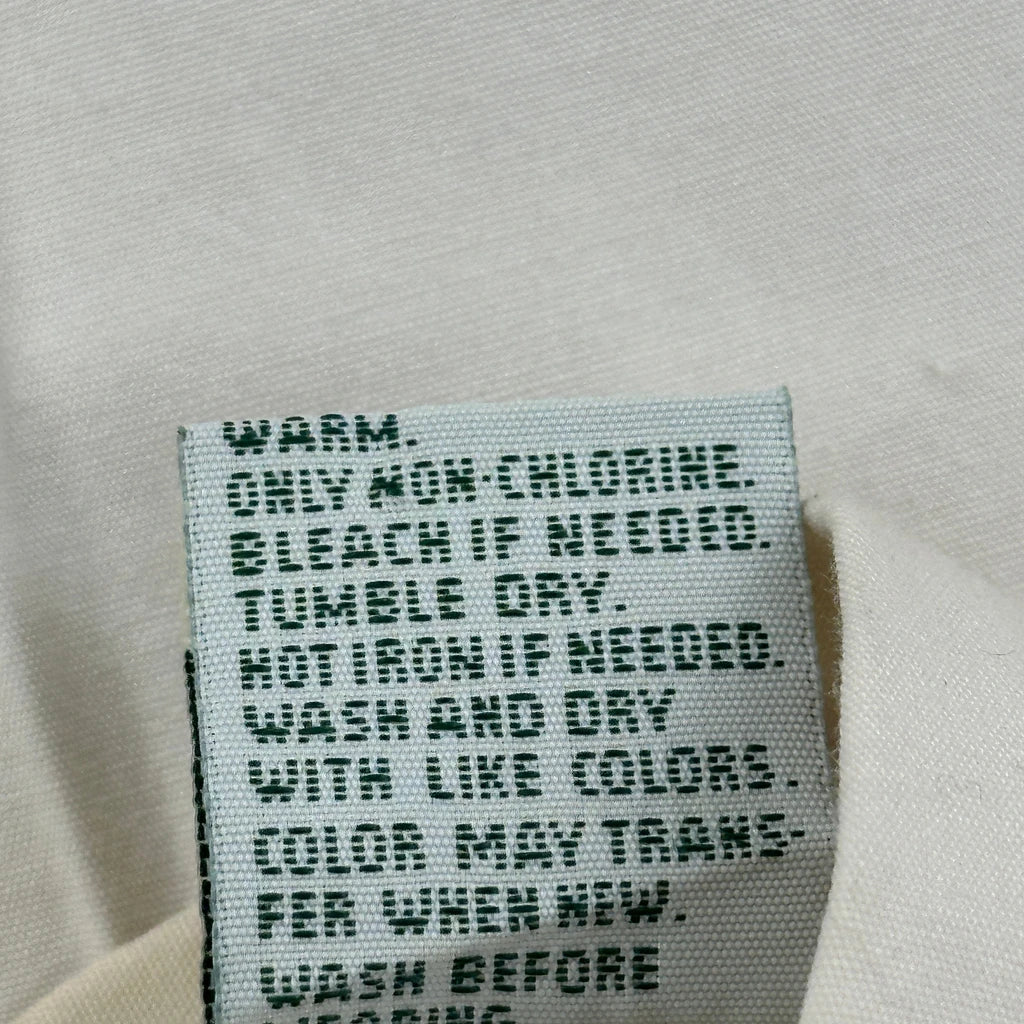 WARM.
ONLY NON-CHLORINE.
BLEACH IF NEEDED.
TUMBLE DRY.
HOT IRON IF NEEDED.
WASH AND DRY
WITH LIKE COLORS.
COLOR MAY TRANS-
FER WHEN NEW.
WASH BEFORE
WEARING